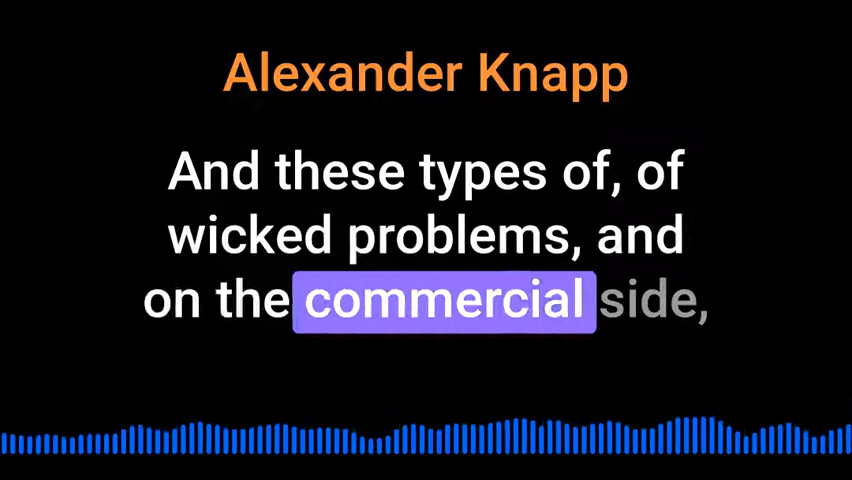 Alexander Knapp
And these types of, of
wicked problems, and
on the commercial side,